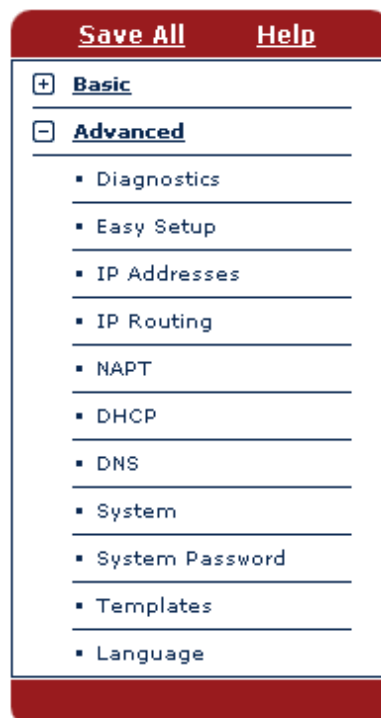 Save All Help
Basic
Advanced
Diagnostics
Easy Setup
IP Addresses
IP Routing
NAPT
DHCP
DNS
System
System Password
Templates
Language